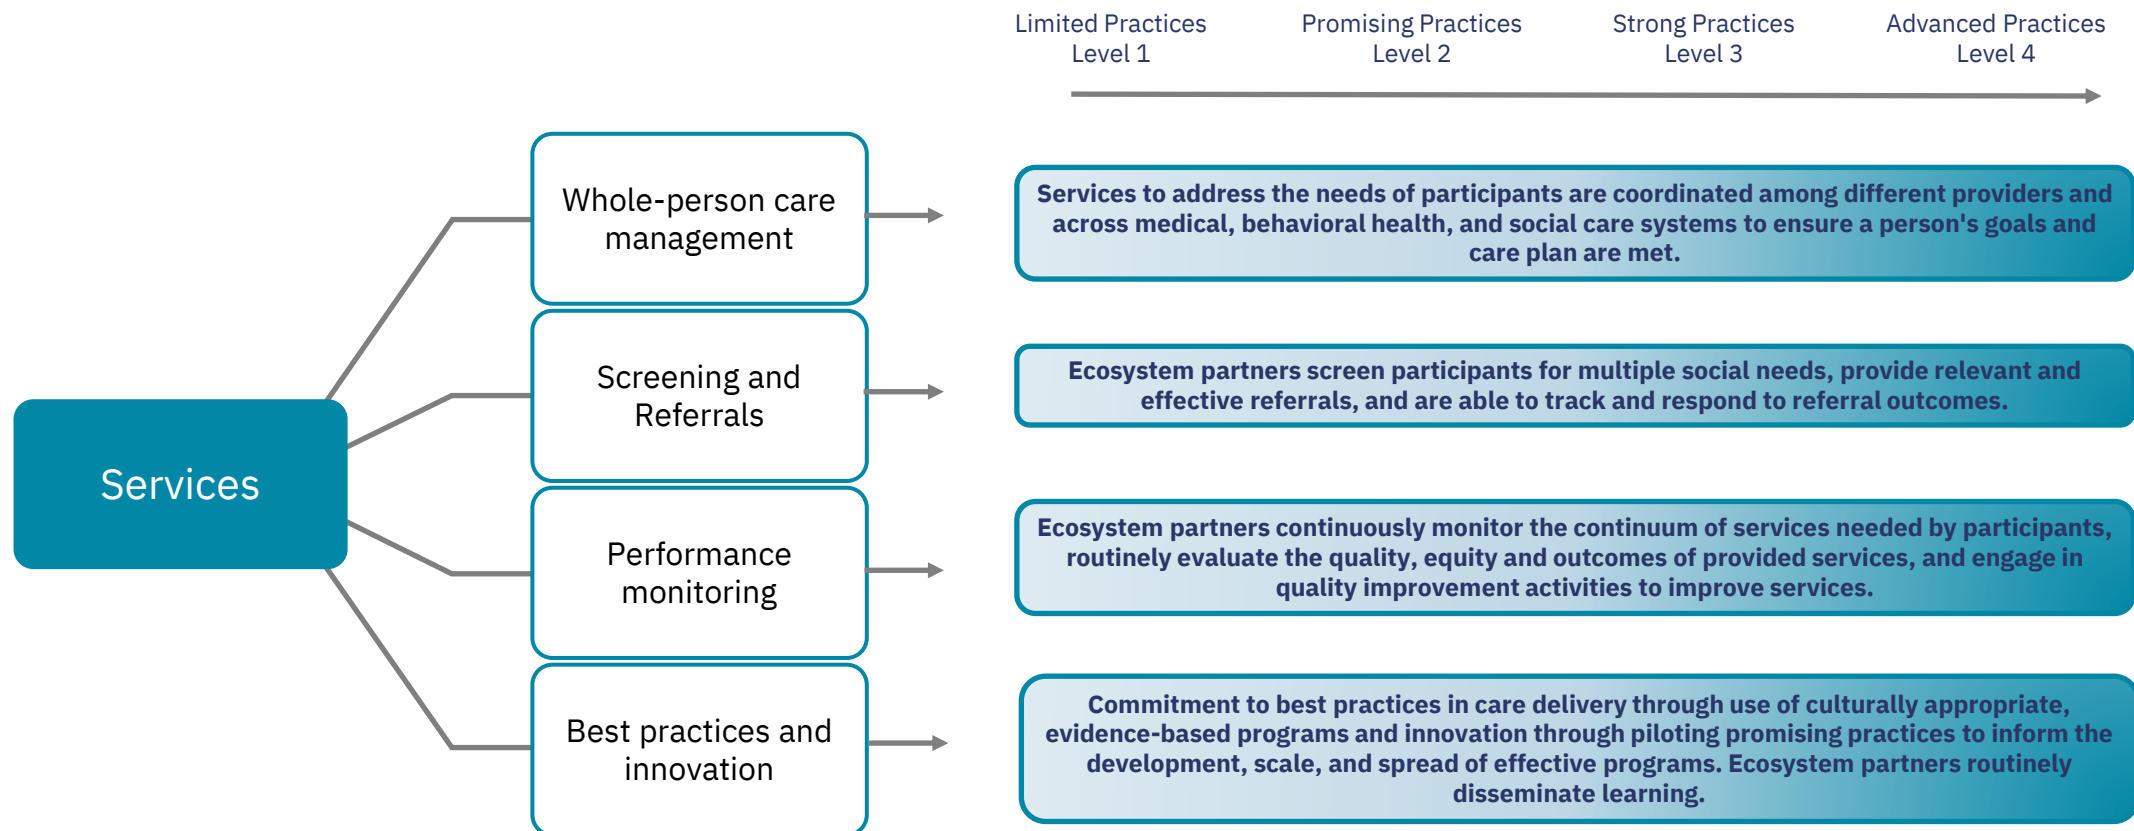 Limited Practices
Level 1
Promising Practices
Level 2
Strong Practices
Level 3
Advanced Practices
Level 4
Services
Whole-person care
management
Services to address the needs of participants are coordinated among different providers and
across medical, behavioral health, and social care systems to ensure a person's goals and
care plan are met.
Screening and
Referrals
Ecosystem partners screen participants for multiple social needs, provide relevant and
effective referrals, and are able to track and respond to referral outcomes.
Performance
monitoring
Ecosystem partners continuously monitor the continuum of services needed by participants,
routinely evaluate the quality, equity and outcomes of provided services, and engage in
quality improvement activities to improve services.
Best practices and
innovation
Commitment to best practices in care delivery through use of culturally appropriate,
evidence-based programs and innovation through piloting promising practices to inform the
development, scale, and spread of effective programs. Ecosystem partners routinely
disseminate learning.